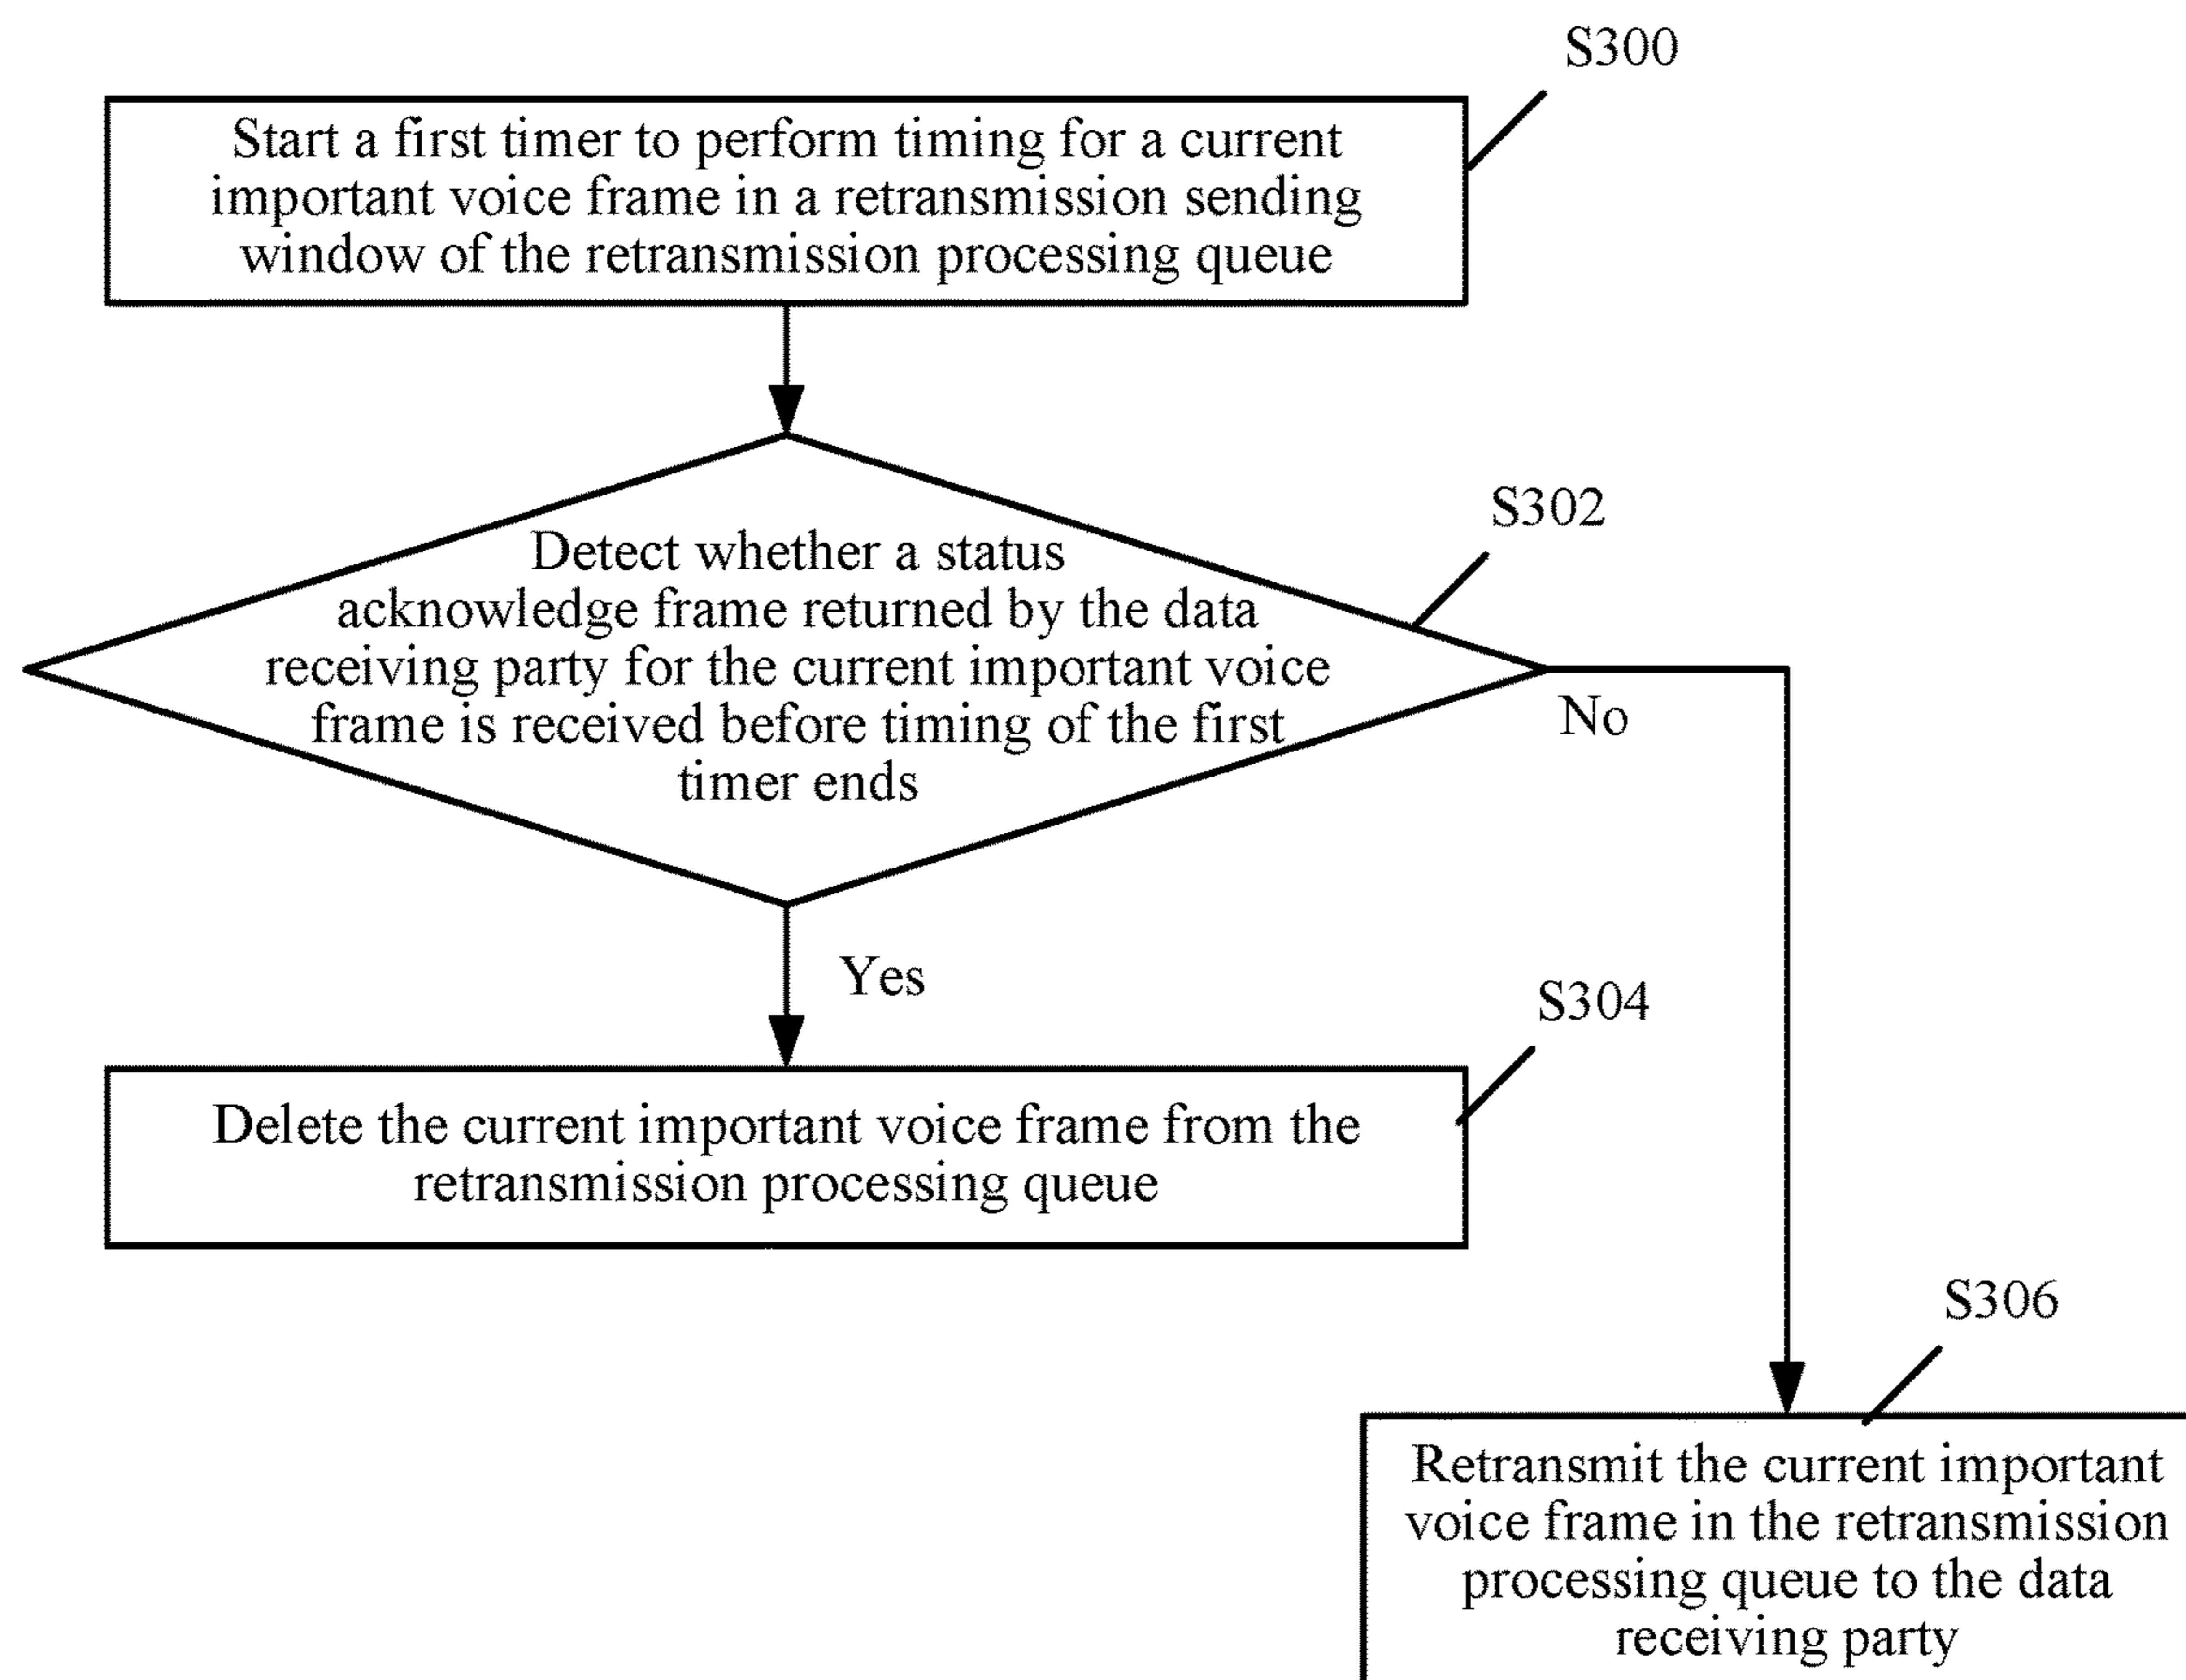 S300
Start a first timer to perform timing for a current
important voice frame in a retransmission sending
window of the retransmission processing queue
S302
Detect whether a status
acknowledge frame returned by the data
receiving party for the current important voice
frame is received before timing of the first
timer ends
No
Yes
S304
Delete the current important voice frame from the
retransmission processing queue
S306
Retransmit the current important
voice frame in the retransmission
processing queue to the data
receiving party